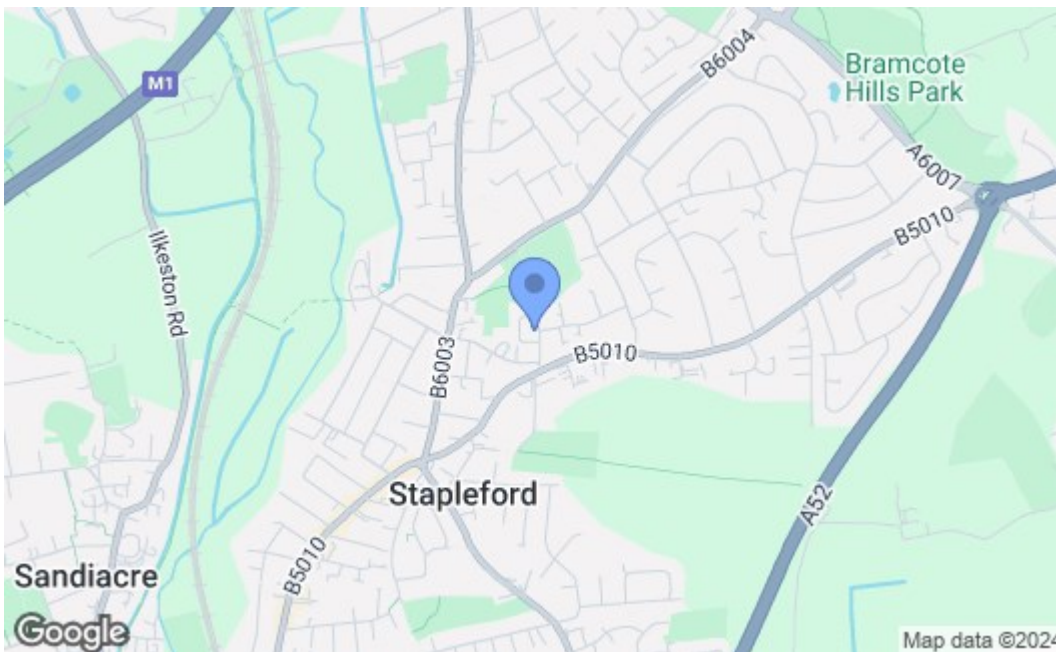 M1
B6004
Bramcote
Hills Park
A6007
B5010
Ilkeston Rd
B6003
B5010
Stapleford
A52
B5010
Sandiacre
Google
Map data ©2024